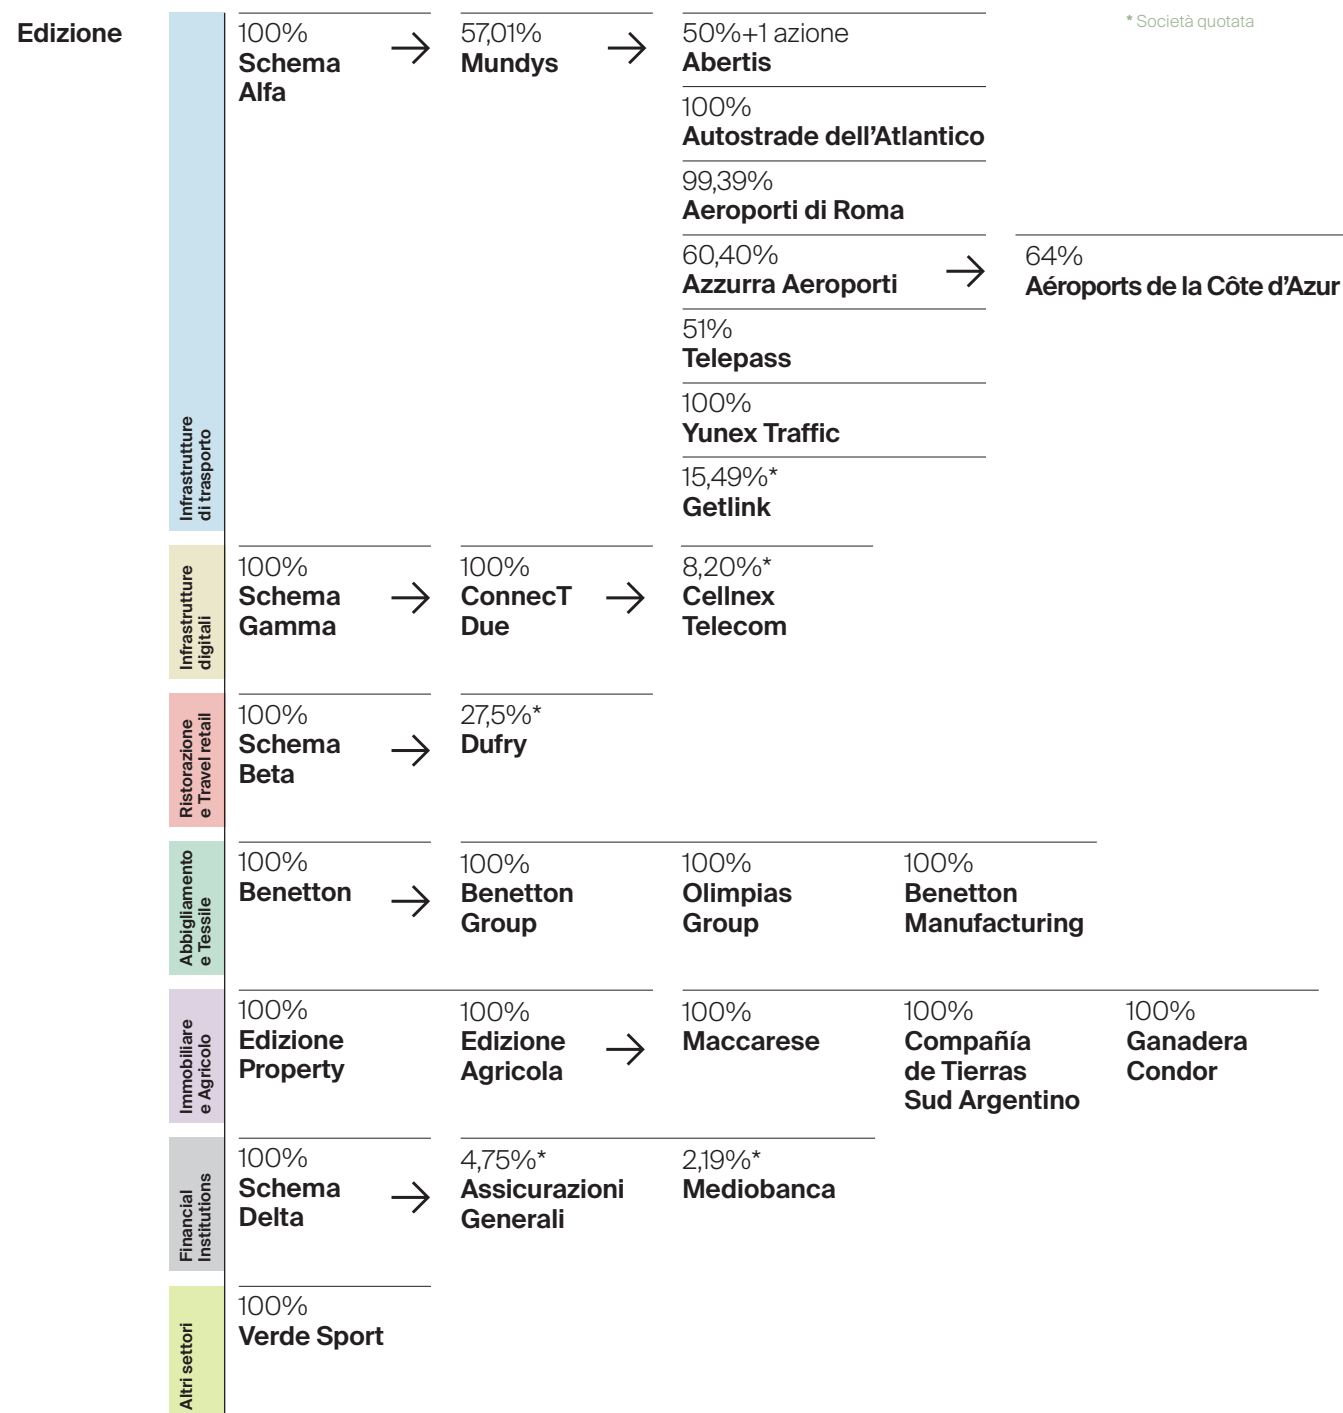 Edizione
* Società quotata
Infrastrutture
di trasporto
100%
Schema
Alfa
57,01%
Mundys
50%+1 azione
Abertis
100%
Autostrade dell’Atlantico
99,39%
Aeroporti di Roma
60,40%
Azzurra Aeroporti
64%
Aéroports de la Côte d’Azur
51%
Telepass
100%
Yunex Traffic
15,49%*
Getlink
Infrastrutture
digitali
100%
Schema
Gamma
100%
ConnecT
Due
8,20%*
Cellnex
Telecom
Ristorazione
e Travel retail
100%
Schema
Beta
27,5%*
Dufry
Abbigliamento
e Tessile
100%
Benetton
100%
Benetton
Group
100%
Olimpias
Group
100%
Benetton
Manufacturing
Immobiliare
e Agricolo
100%
Edizione
Property
100%
Edizione
Agricola
100%
Maccarese
100%
Compañía
de Tierras
Sud Argentino
100%
Ganadera
Condor
Financial
Institutions
100%
Schema
Delta
4,75%*
Assicurazioni
Generali
2,19%*
Mediobanca
Altri settori
100%
Verde Sport